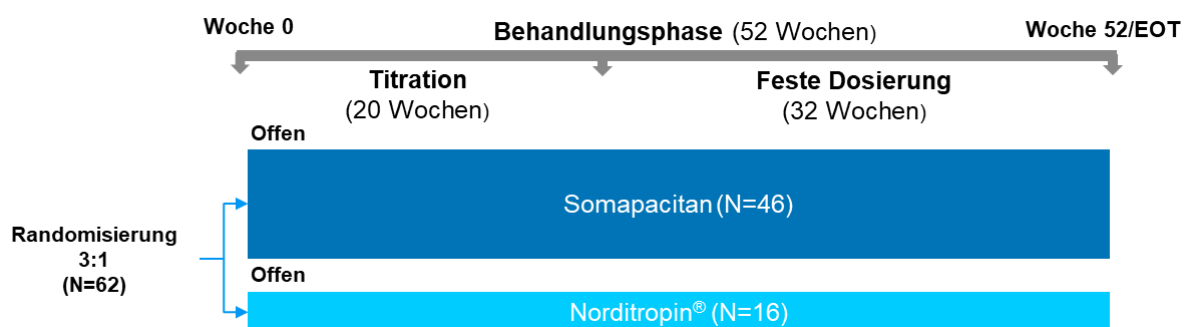 Woche 0
Behandlungsphase (52 Wochen)
Woche 52/EOT
Titration
(20 Wochen)
Feste Dosierung
(32 Wochen)
Offen
Somapacitan (N=46)
Randomisierung
3:1
(N=62)
Offen
Norditropin® (N=16)